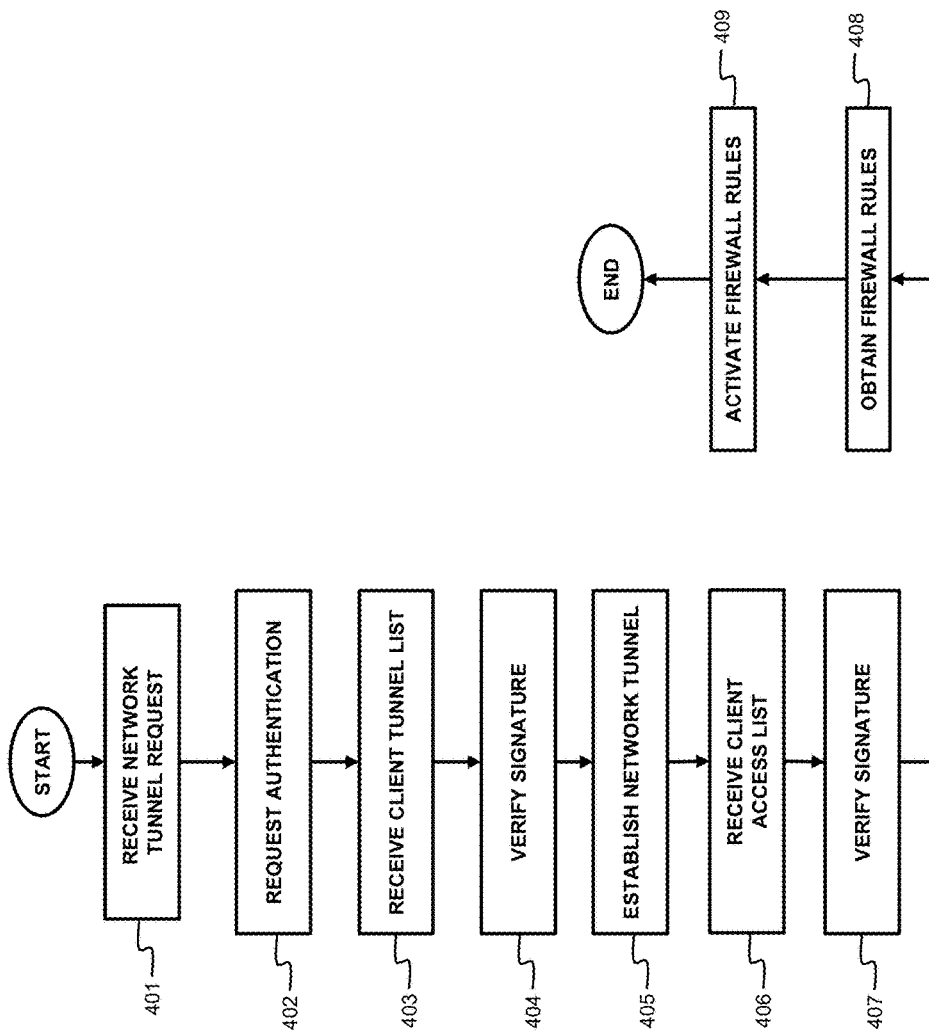 START
RECEIVE NETWORK
TUNNEL REQUEST
401
REQUEST AUTHENTICATION
402
RECEIVE CLIENT TUNNEL LIST
403
VERIFY SIGNATURE
404
ESTABLISH NETWORK TUNNEL
405
RECEIVE CLIENT
ACCESS LIST
406
VERIFY SIGNATURE
407
OBTAIN FIREWALL RULES
408
ACTIVATE FIREWALL RULES
409
END